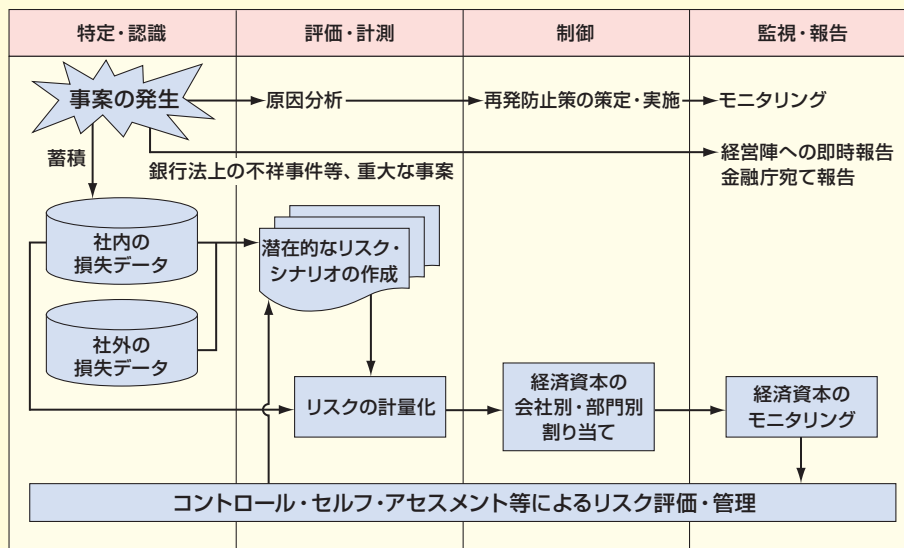 特定・認識
評価・計測
制御
監視・報告
事案の発生
原因分析
再発防止策の策定・実施
モニタリング
蓄積
銀行法上の不祥事件等、重大な事案
経営陣への即時報告
金融庁宛て報告
社内の
損失データ
潜在的なリスク・
シナリオの作成
社外の
損失データ
リスクの計量化
経済資本の
会社別・部門別
割り当て
経済資本の
モニタリング
コントロール・セルフ・アセスメント等によるリスク評価・管理